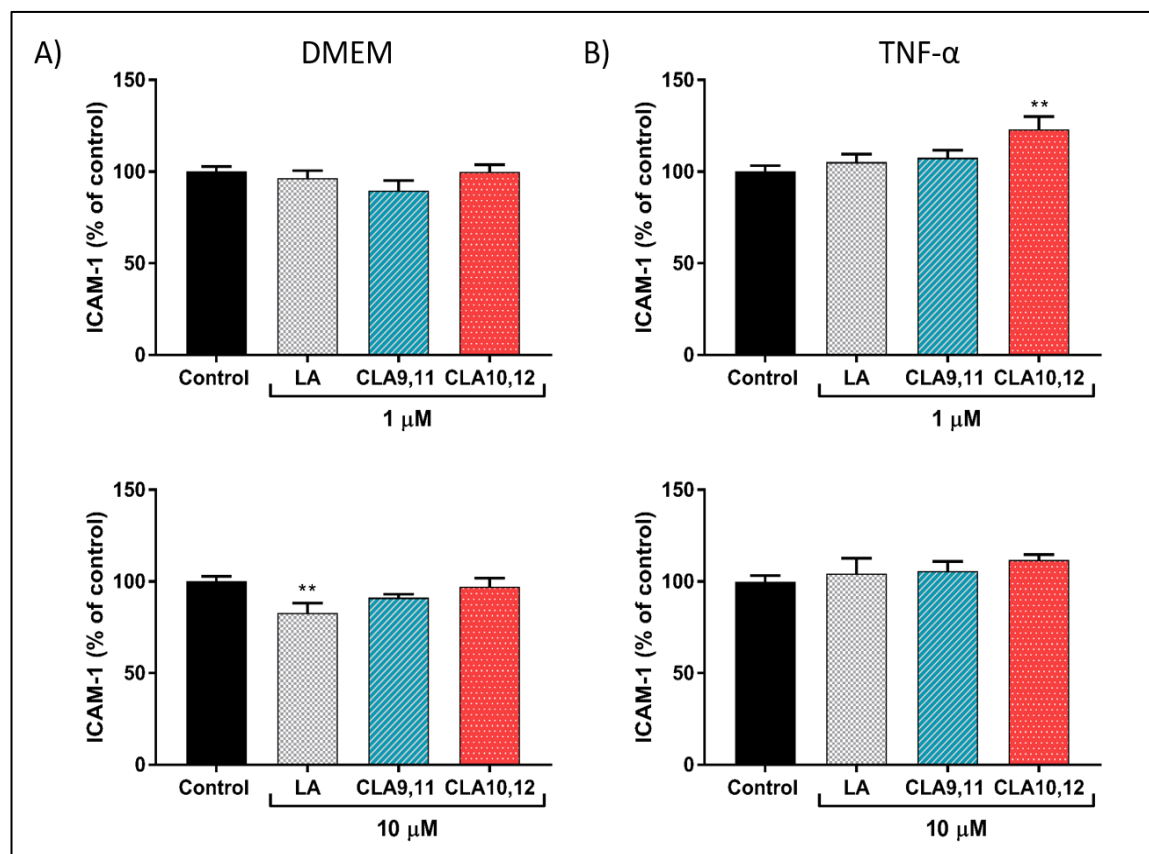 A) DMEM
ICAM-1 (% of control)
150
100
50
0
Control LA CLA9,11 CLA10,12
1 μM
B) TNF-α
ICAM-1 (% of control)
150
100
50
0
**
Control LA CLA9,11 CLA10,12
1 μM
ICAM-1 (% of control)
150
100
50
0
**
Control LA CLA9,11 CLA10,12
10 μM
ICAM-1 (% of control)
150
100
50
0
Control LA CLA9,11 CLA10,12
10 μM